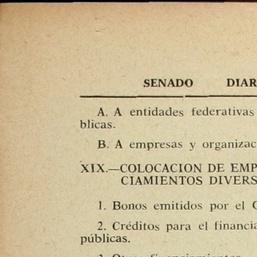 SENADO DIAR
A. A entidades federativas
blicas.
B. A empresas y organizac
XIX.—COLOCACION DE EMP
CIAMIENTOS DIVERS
1. Bonos emitidos por el
2. Créditos para el financia
públicas.